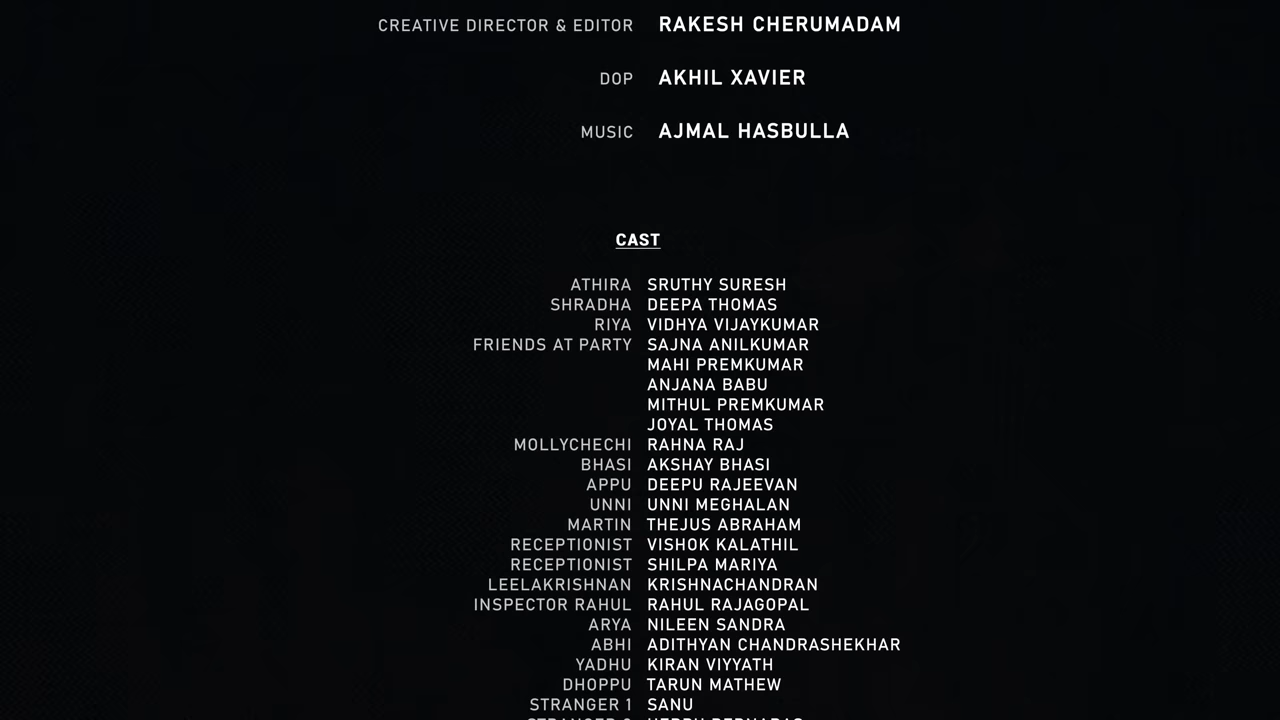 CREATIVE DIRECTOR & EDITOR RAKESH CHERUMADAM
DOP AKHIL XAVIER
MUSIC AJMAL HASBULLA
CAST
ATHIRA SRUTHY SURESH
SHRADHA DEEPA THOMAS
RIYA VIDHYA VIJAYKUMAR
FRIENDS AT PARTY SAJNA ANILKUMAR
MAHI PREMKUMAR
ANJANA BABU
MITHUL PREMKUMAR
JOYAL THOMAS
MOLLYCHECHI RAHNA RAJ
BHASI AKSHAY BHASI
APPU DEEPU RAJEEVAN
UNNI UNNI MEGHALAN
MARTIN THEJUS ABRAHAM
RECEPTIONIST VISHOK KALATHIL
RECEPTIONIST SHILPA MARIYA
LEELAKRISHNAN KRISHNACHANDRAN
INSPECTOR RAHUL RAHUL RAJAGOPAL
ARYA NILEEN SANDRA
ABHI ADITHYAN CHANDRASHEKHAR
YADHU KIRAN VIYYATH
DHOPPU TARUN MATHEW
STRANGER 1 SANU